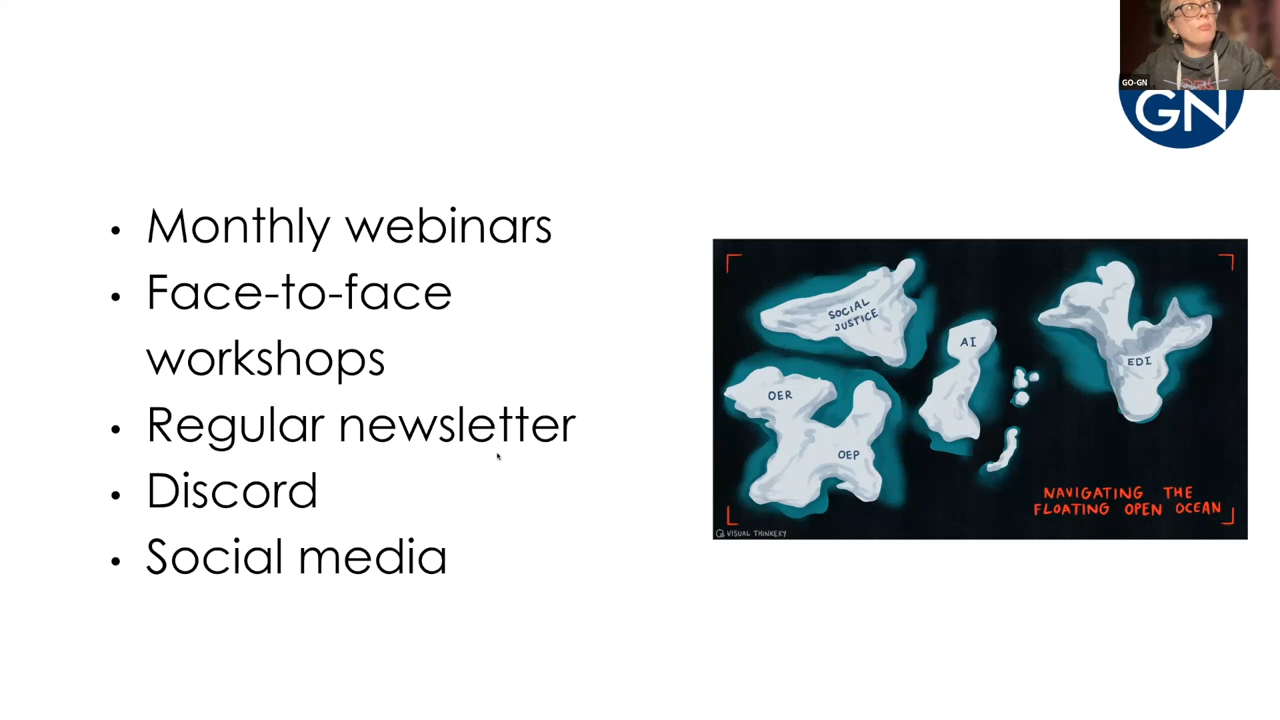 GO-GN
GN
• Monthly webinars
• Face-to-face
workshops
• Regular newsletter
• Discord
• Social media
SOCIAL
JUSTICE
AI
EDI
OER
OEP
NAVIGATING THE
FLOATING OPEN OCEAN
VISUAL THINKERY